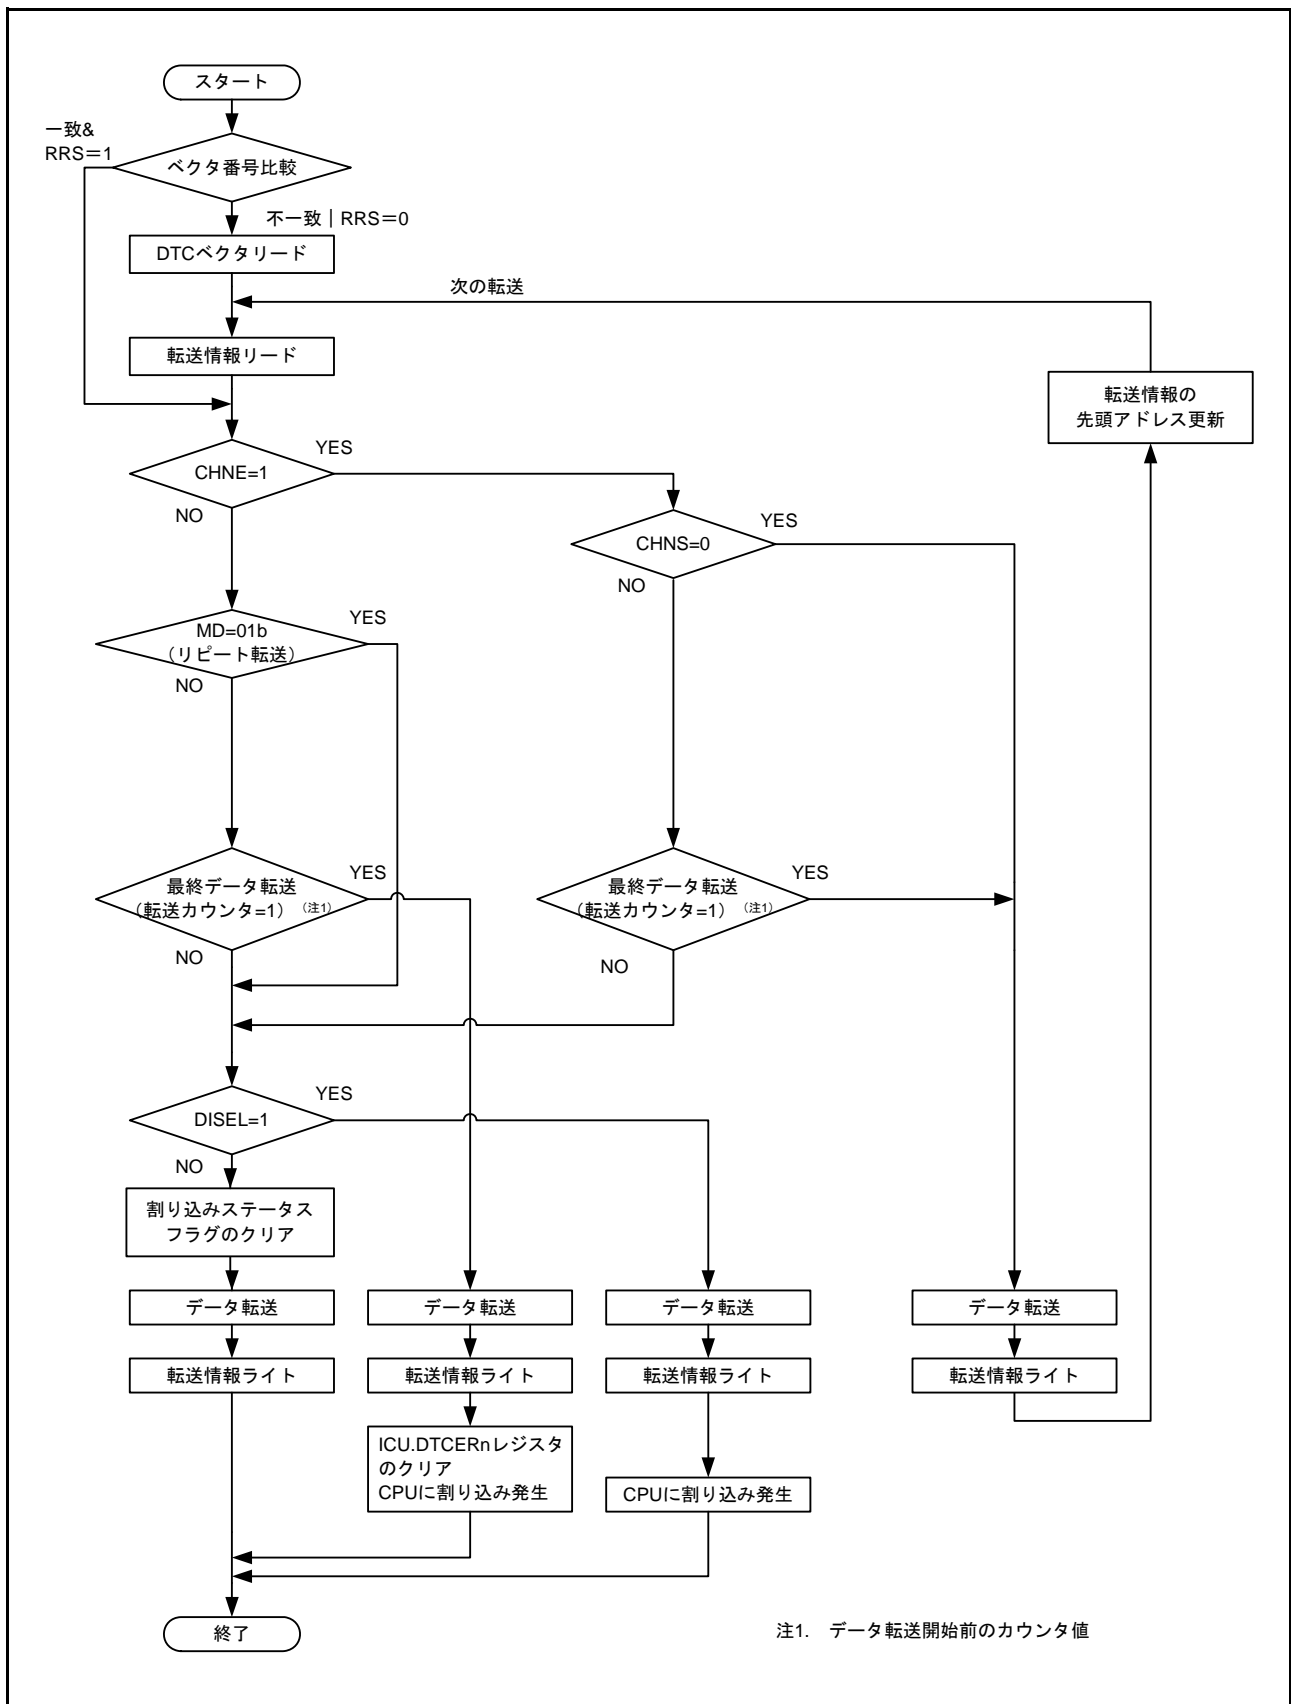 スタート
一致&
RRS=1
ベクタ番号比較
不一致 | RRS=0
DTCベクタリード
次の転送
転送情報リード
転送情報の
先頭アドレス更新
YES
CHNE=1
NO
YES
CHNS=0
NO
YES
MD=01b
(リピート転送)
NO
YES
最終データ転送
(転送カウンタ=1) (注1)
NO
YES
最終データ転送
(転送カウンタ=1) (注1)
NO
YES
DISEL=1
NO
割り込みステータス
フラグのクリア
データ転送
データ転送
データ転送
データ転送
転送情報ライト
転送情報ライト
転送情報ライト
転送情報ライト
ICU.DTCERnレジスタ
のクリア
CPUに割り込み発生
CPUに割り込み発生
終了
注1. データ転送開始前のカウンタ値